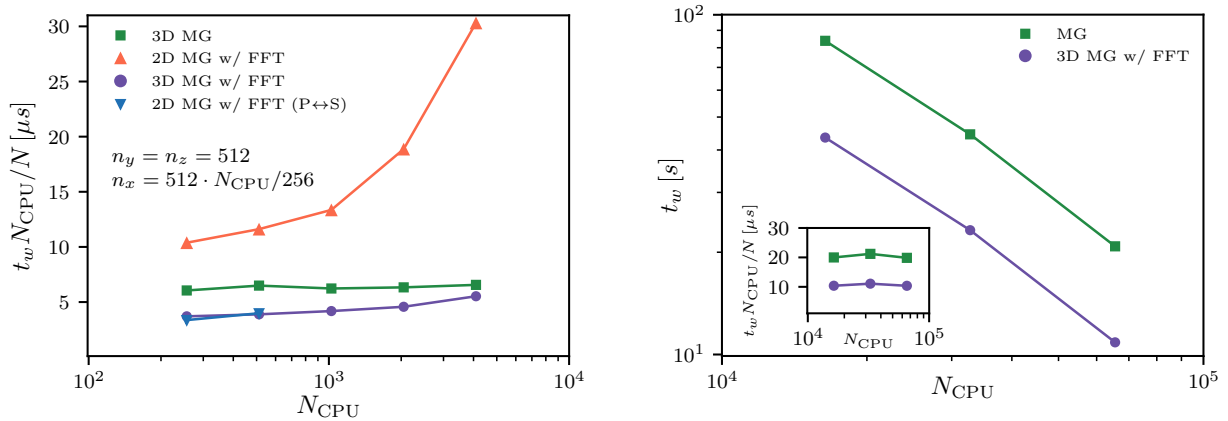 30
25
20
15
10
5
t_w N_CPU/N [μs]
3D MG
2D MG w/ FFT
3D MG w/ FFT
2D MG w/ FFT (P↔S)
n_y = n_z = 512
n_x = 512 · N_CPU/256
10^2
10^3
10^4
N_CPU
10^2
10^1
t_w [s]
MG
3D MG w/ FFT
30
20
10
t_w N_CPU/N [μs]
10^4
N_CPU
10^5
10^4
N_CPU
10^5